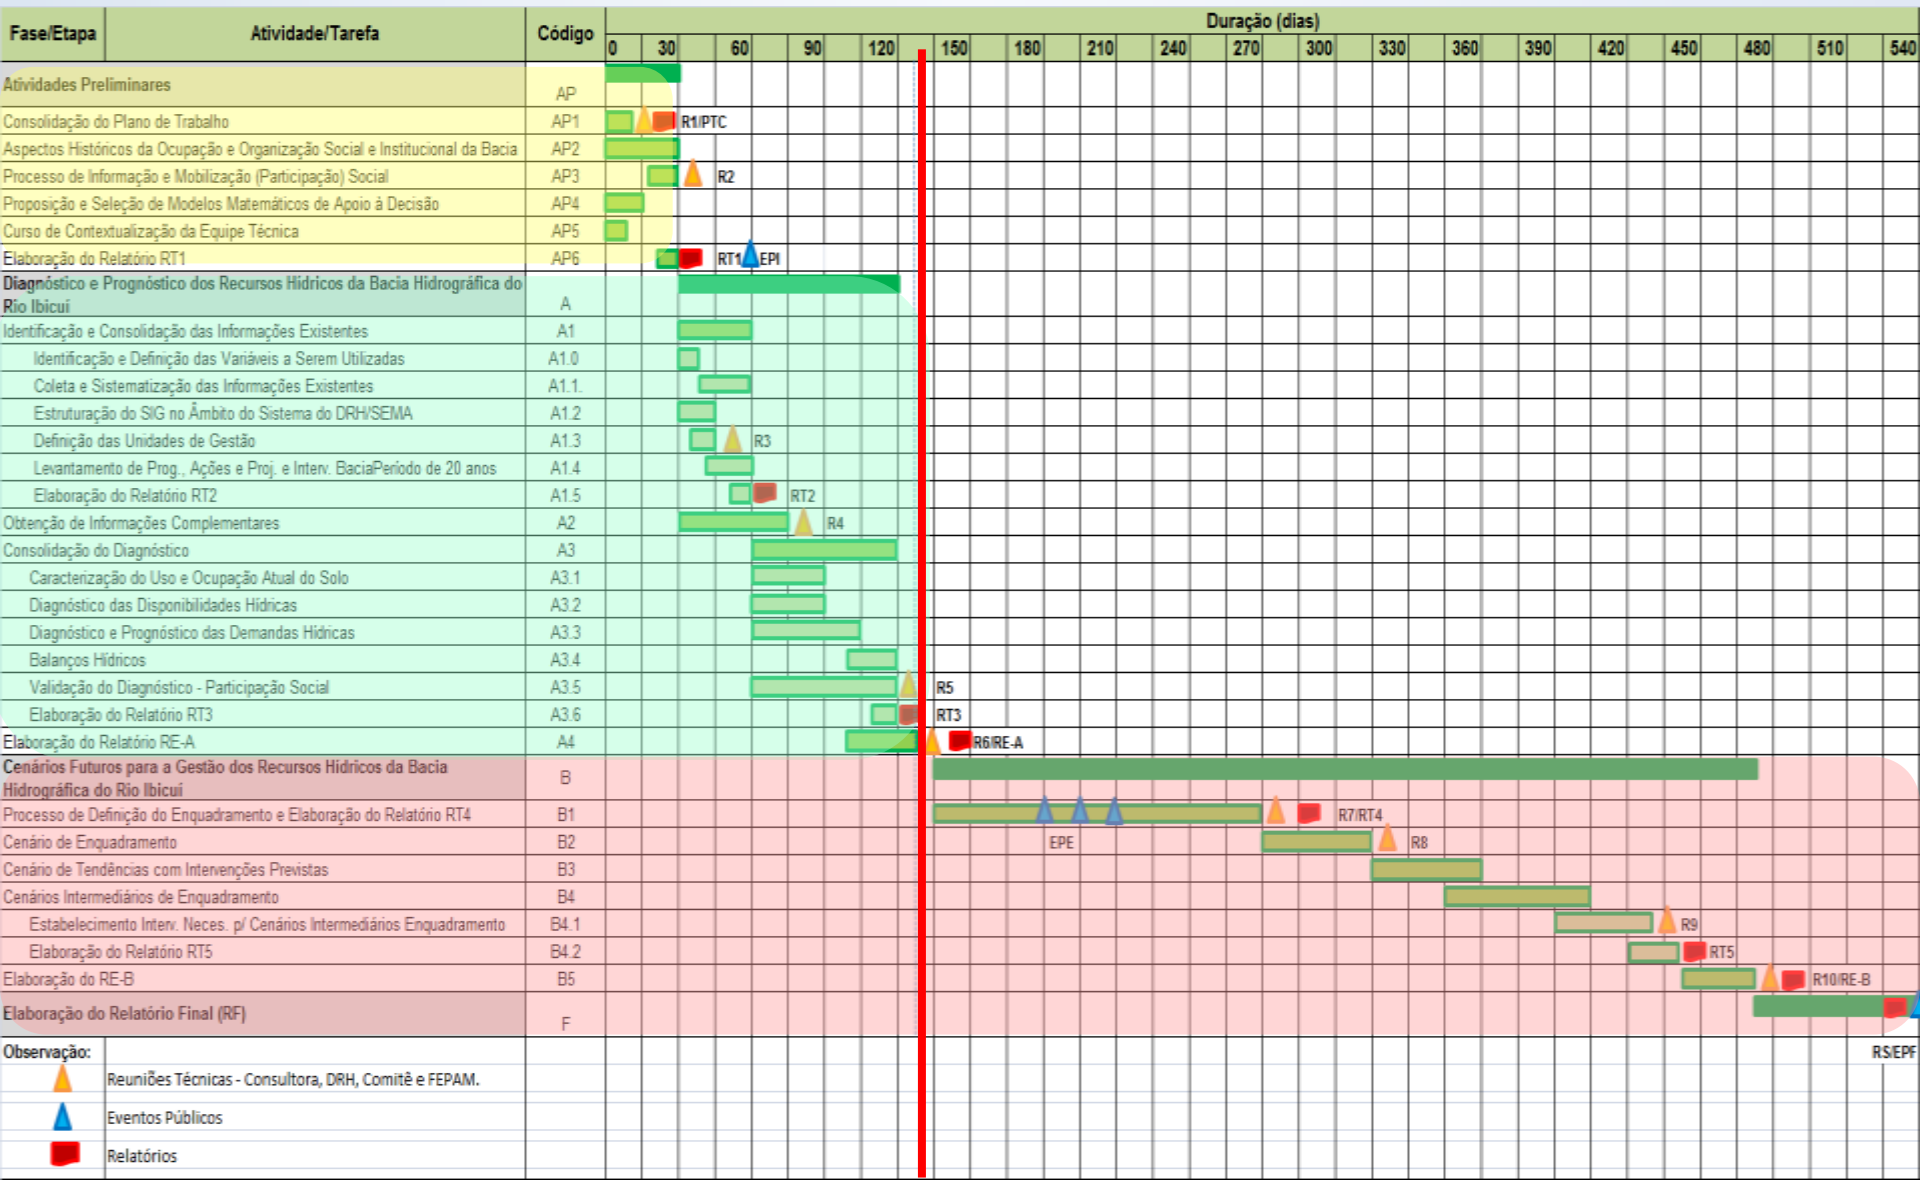 Fase/Etapa Atividade/Tarefa Código Duração (dias)
0 30 60 90 120 150 180 210 240 270 300 330 360 390 420 450 480 510 540
Atividades Preliminares AP
Consolidação do Plano de Trabalho AP1 R1/PTC
Aspectos Históricos da Ocupação e Organização Social e Institucional da Bacia AP2
Processo de Informação e Mobilização (Participação) Social AP3 R2
Proposição e Seleção de Modelos Matemáticos de Apoio à Decisão AP4
Curso de Contextualização da Equipe Técnica AP5
Elaboração do Relatório RT1 AP6 RT1 EPI
Diagnóstico e Prognóstico dos Recursos Hídricos da Bacia Hidrográfica do
Rio Ibicuí A
Identificação e Consolidação das Informações Existentes A1
Identificação e Definição das Variáveis a Serem Utilizadas A1.0
Coleta e Sistematização das Informações Existentes A1.1.
Estruturação do SIG no Âmbito do Sistema do DRH/SEMA A1.2
Definição das Unidades de Gestão A1.3 R3
Levantamento de Prog., Ações e Proj. e Interv. BaciaPeríodo de 20 anos A1.4
Elaboração do Relatório RT2 A1.5 RT2
Obtenção de Informações Complementares A2 R4
Consolidação do Diagnóstico A3
Caracterização do Uso e Ocupação Atual do Solo A3.1
Diagnóstico das Disponibilidades Hídricas A3.2
Diagnóstico e Prognóstico das Demandas Hídricas A3.3
Balanços Hídricos A3.4
Validação do Diagnóstico - Participação Social A3.5 R5
Elaboração do Relatório RT3 A3.6 RT3
Elaboração do Relatório RE-A A4 R6/RE-A
Cenários Futuros para a Gestão dos Recursos Hídricos da Bacia
Hidrográfica do Rio Ibicuí B
Processo de Definição do Enquadramento e Elaboração do Relatório RT4 B1 R7/RT4
Cenário de Enquadramento B2 EPE R8
Cenário de Tendências com Intervenções Previstas B3
Cenários Intermediários de Enquadramento B4
Estabelecimento Interv. Neces. p/ Cenários Intermediários Enquadramento B4.1 R9
Elaboração do Relatório RT5 B4.2 RT5
Elaboração do RE-B B5 R10/RE-B
Elaboração do Relatório Final (RF) F
Observação: RS/EPF
Reuniões Técnicas - Consultora, DRH, Comitê e FEPAM.
Eventos Públicos
Relatórios